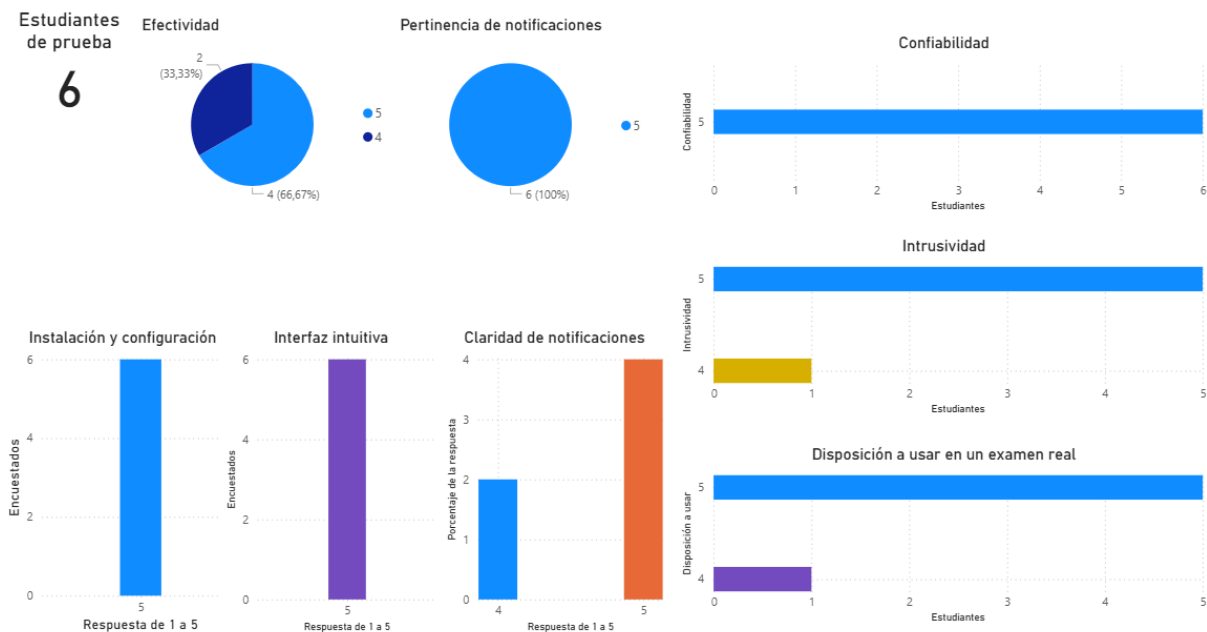 Estudiantes
de prueba
6
Efectividad
2
(33,33%)
4 (66,67%)
5
4
Pertinencia de notificaciones
6 (100%)
5
Confiabilidad
Confiabilidad
5
0 1 2 3 4 5 6
Estudiantes
Intrusividad
Intrusividad
5
4
0 1 2 3 4 5
Estudiantes
Instalación y configuración
Encuestados
6
4
2
0
5
Respuesta de 1 a 5
Interfaz intuitiva
Encuestados
6
4
2
0
5
Respuesta de 1 a 5
Claridad de notificaciones
Porcentaje de la respuesta
4
3
2
1
0
4 5
Respuesta de 1 a 5
Disposición a usar en un examen real
Disposición a usar
5
4
0 1 2 3 4 5
Estudiantes